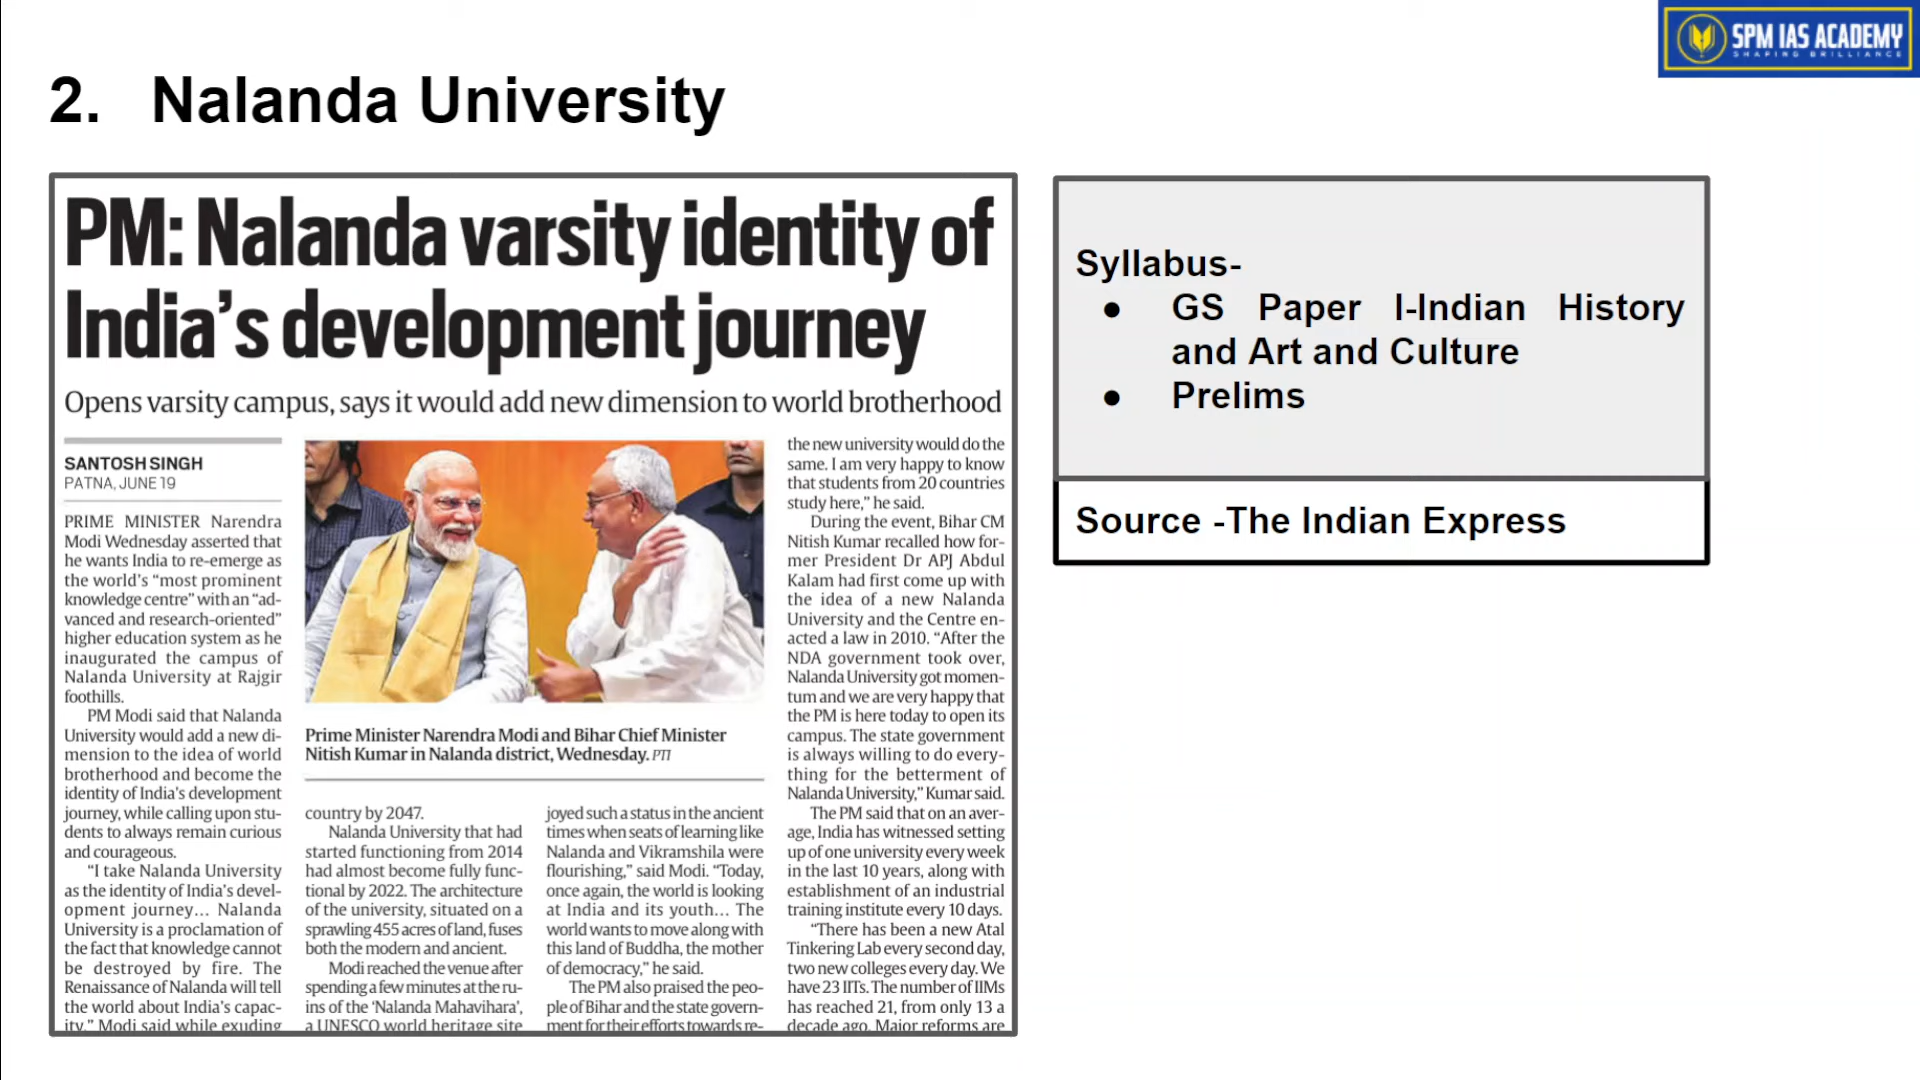 SPM IAS ACADEMY
SHAPING BRILLIANCE
2. Nalanda University
PM: Nalanda varsity identity of
India's development journey
Opens varsity campus, says it would add new dimension to world brotherhood
SANTOSH SINGH
PATNA, JUNE 19
PRIME MINISTER Narendra
Modi Wednesday asserted that
he wants India to re-emerge as
the world's "most prominent
knowledge centre" with an "ad-
vanced and research-oriented"
higher education system as he
inaugurated the campus of
Nalanda University at Rajgir
foothills.
PM Modi said that Nalanda
University would add a new di-
mension to the idea of world
brotherhood and become the
identity of India's development
journey, while calling upon stu-
dents to always remain curious
and courageous.
"I take Nalanda University
as the identity of India's devel-
opment journey... Nalanda
University is a proclamation of
the fact that knowledge cannot
be destroyed by fire. The
Renaissance of Nalanda will tell
the world about India's capac-
ity," Modi said while exuding
Prime Minister Narendra Modi and Bihar Chief Minister
Nitish Kumar in Nalanda district, Wednesday. PTI
country by 2047.
Nalanda University that had
started functioning from 2014
had almost become fully func-
tional by 2022. The architecture
of the university, situated on a
sprawling 455 acres of land, fuses
both the modern and ancient.
Modi reached the venue after
spending a few minutes at the ru-
ins of the 'Nalanda Mahavihara',
a UNESCO world heritage site
joyed such a status in the ancient
times when seats of learning like
Nalanda and Vikramshila were
flourishing," said Modi. "Today,
once again, the world is looking
at India and its youth... The
world wants to move along with
this land of Buddha, the mother
of democracy," he said.
The PM also praised the peo-
ple of Bihar and the state govern-
ment for their efforts towards re-
the new university would do the
same. I am very happy to know
that students from 20 countries
study here," he said.
During the event, Bihar CM
Nitish Kumar recalled how for-
mer President Dr APJ Abdul
Kalam had first come up with
the idea of a new Nalanda
University and the Centre en-
acted a law in 2010. "After the
NDA government took over,
Nalanda University got momen-
tum and we are very happy that
the PM is here today to open its
campus. The state government
is always willing to do every-
thing for the betterment of
Nalanda University," Kumar said.
The PM said that on an aver-
age, India has witnessed setting
up of one university every week
in the last 10 years, along with
establishment of an industrial
training institute every 10 days.
"There has been a new Atal
Tinkering Lab every second day,
two new colleges every day. We
have 23 IITs. The number of IIMs
has reached 21, from only 13 a
decade ago. Major reforms are
Syllabus-
● GS Paper I-Indian History
and Art and Culture
● Prelims
Source -The Indian Express